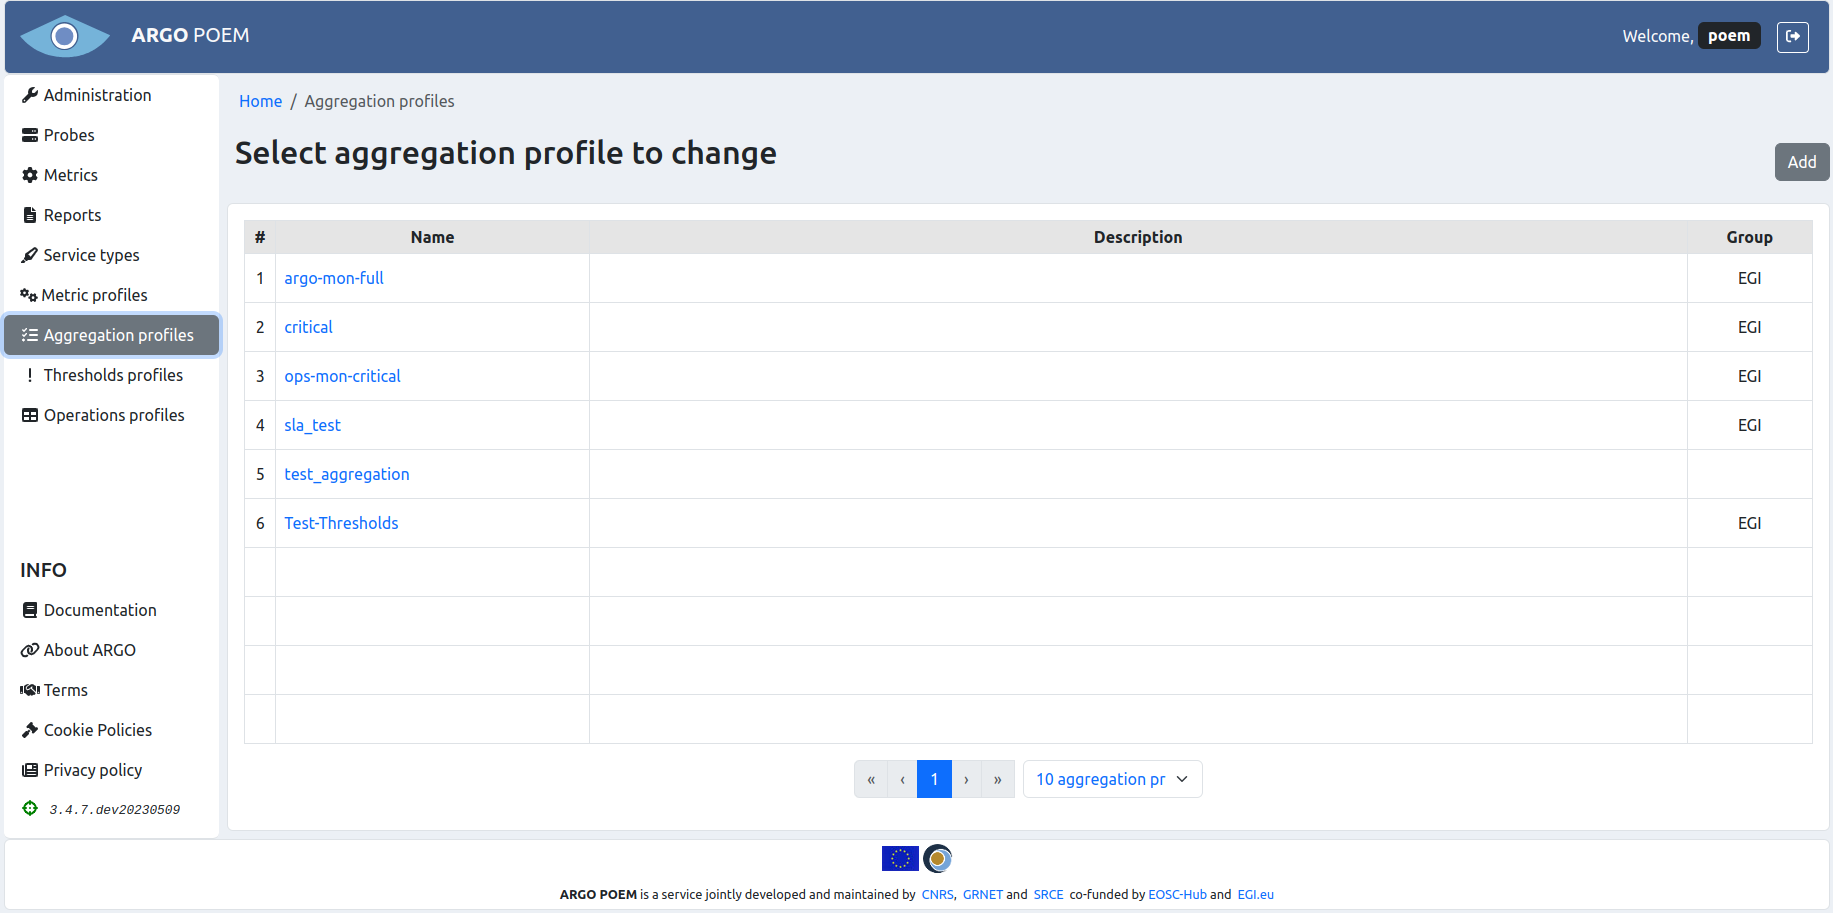 ARGO POEM
Welcome, poem
Administration
Probes
Metrics
Reports
Service types
Metric profiles
Aggregation profiles
Thresholds profiles
Operations profiles
INFO
Documentation
About ARGO
Terms
Cookie Policies
Privacy policy
3.4.7.dev20230509
Home / Aggregation profiles
Select aggregation profile to change
Add
# Name Description Group
1 argo-mon-full EGI
2 critical EGI
3 ops-mon-critical EGI
4 sla_test EGI
5 test_aggregation
6 Test-Thresholds EGI
« ‹ 1 › » 10 aggregation pr
ARGO POEM is a service jointly developed and maintained by CNRS, GRNET and SRCE co-funded by EOSC-Hub and EGI.eu